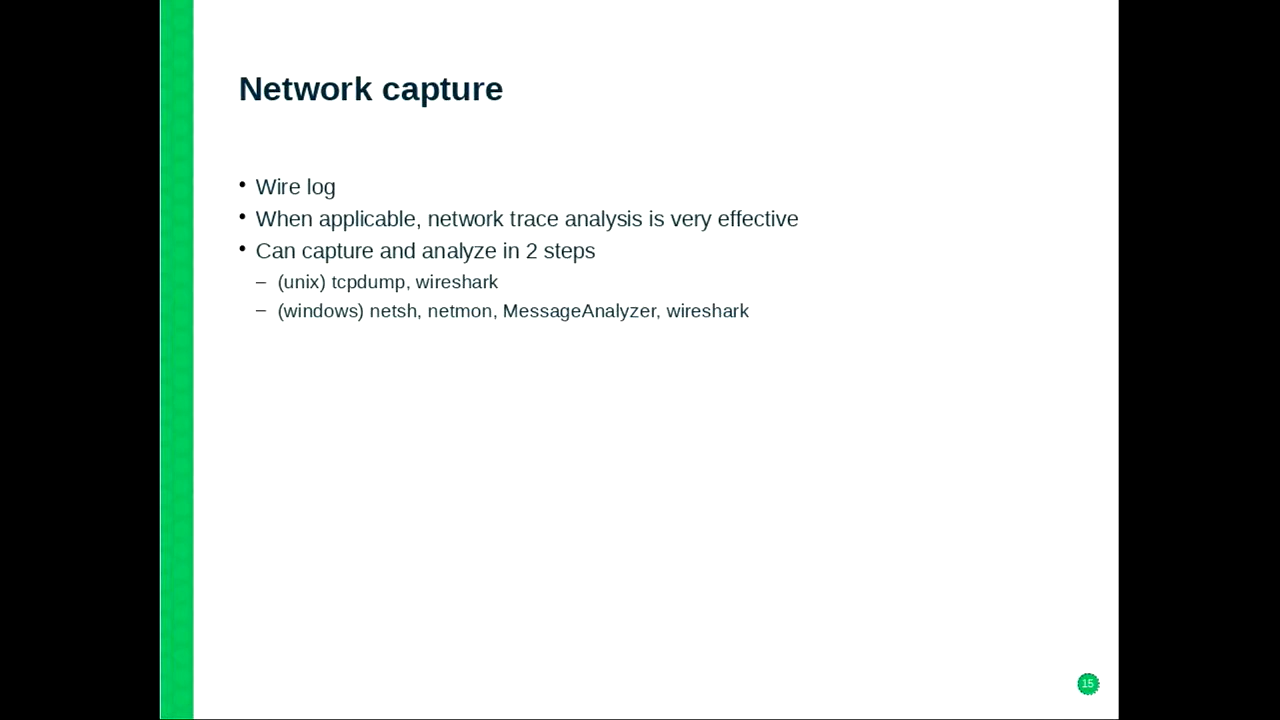 Network capture
• Wire log
• When applicable, network trace analysis is very effective
• Can capture and analyze in 2 steps
– (unix) tcpdump, wireshark
– (windows) netsh, netmon, MessageAnalyzer, wireshark
15